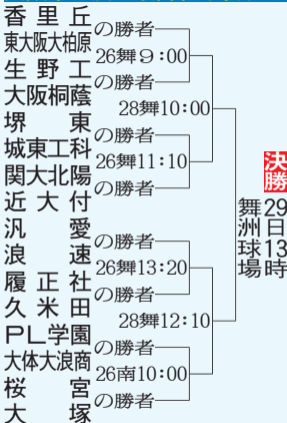 香里丘
東大阪大柏原
の勝者
26舞9:00
生野工
大阪桐蔭
の勝者
28舞10:00
堺東
城東工科
の勝者
26舞11:10
関大北陽
近大付
の勝者
汎愛
浪速
の勝者
26舞13:20
履正社
久米田
の勝者
28舞12:10
PL学園
大体大浪商
の勝者
26南10:00
桜宮
大塚
の勝者
決勝
29日13時
舞洲球場